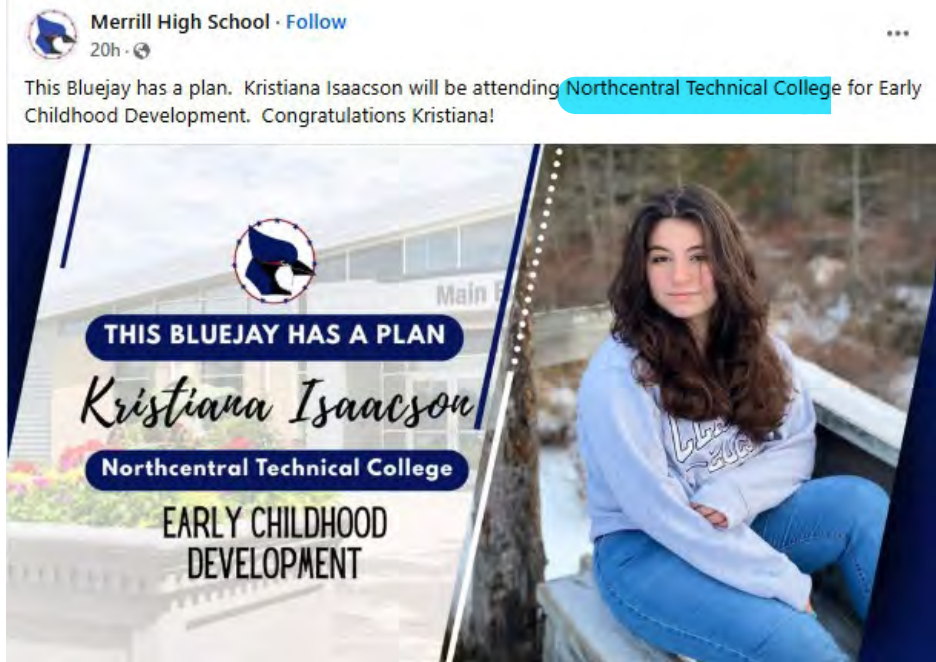 Merrill High School · Follow
20h ·
This Bluejay has a plan. Kristiana Isaacson will be attending Northcentral Technical College for Early
Childhood Development. Congratulations Kristiana!
Main
THIS BLUEJAY HAS A PLAN
Kristiana Isaacson
Northcentral Technical College
EARLY CHILDHOOD
DEVELOPMENT